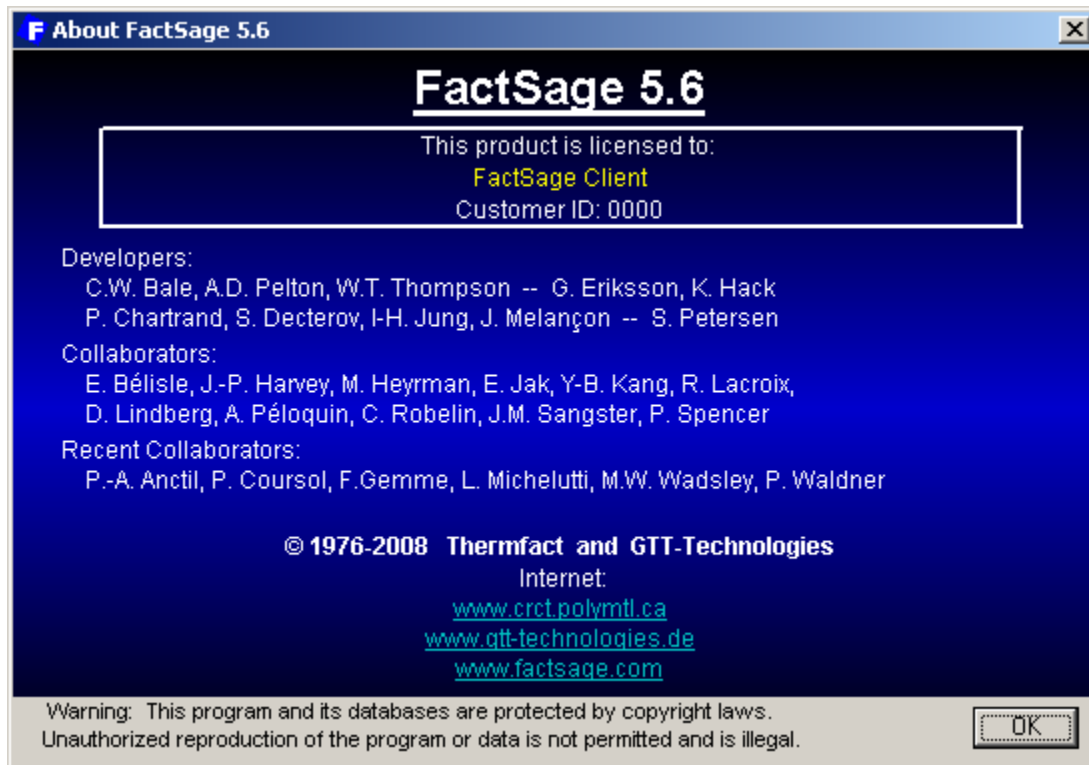 About FactSage 5.6
FactSage 5.6
This product is licensed to:
FactSage Client
Customer ID: 0000
Developers:
C.W. Bale, A.D. Pelton, W.T. Thompson -- G. Eriksson, K. Hack
P. Chartrand, S. Decterov, I-H. Jung, J. Melançon -- S. Petersen
Collaborators:
E. Bélisle, J.-P. Harvey, M. Heyrman, E. Jak, Y-B. Kang, R. Lacroix,
D. Lindberg, A. Péloquin, C. Robelin, J.M. Sangster, P. Spencer
Recent Collaborators:
P.-A. Anctil, P. Coursol, F.Gemme, L. Michelutti, M.W. Wadsley, P. Waldner
© 1976-2008 Thermfact and GTT-Technologies
Internet:
www.crct.polymtl.ca
www.gtt-technologies.de
www.factsage.com
Warning: This program and its databases are protected by copyright laws.
Unauthorized reproduction of the program or data is not permitted and is illegal.
OK